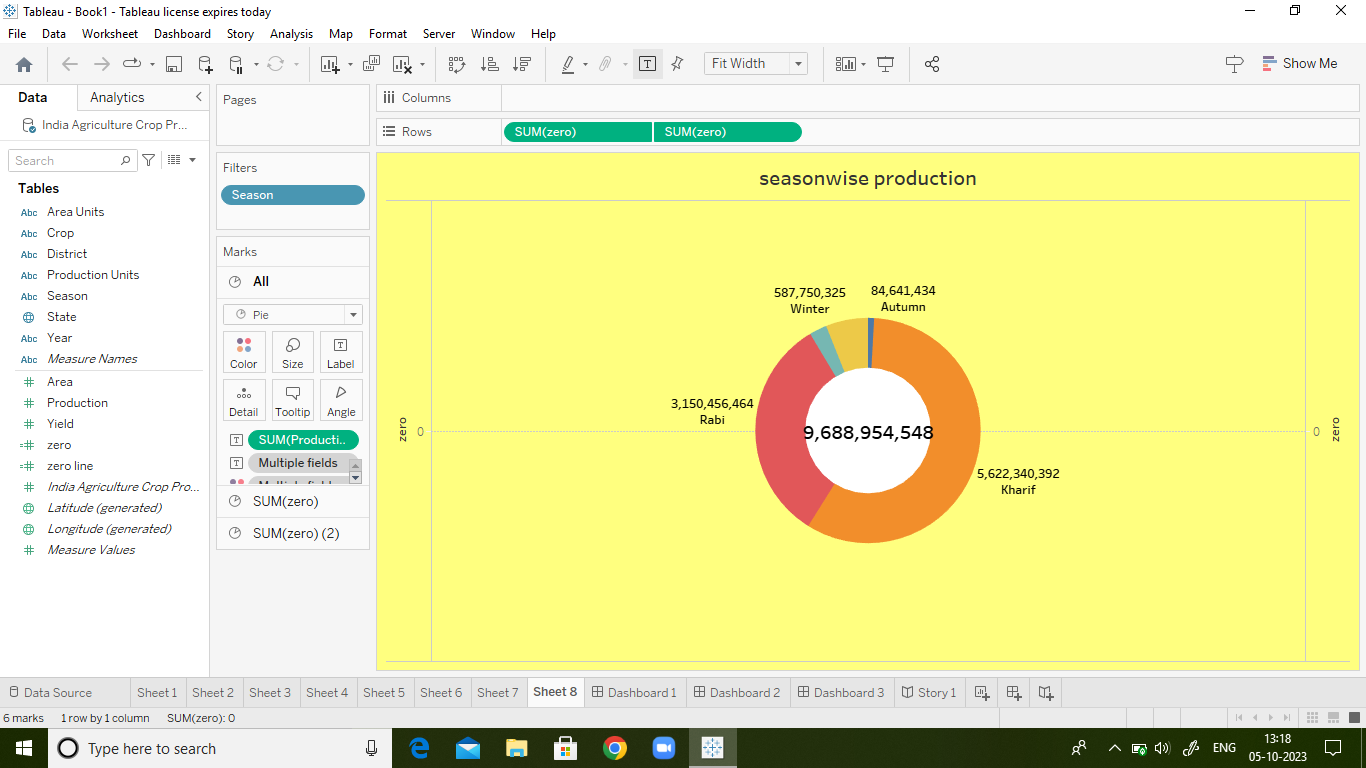 Tableau - Book1 - Tableau license expires today
File Data Worksheet Dashboard Story Analysis Map Format Server Window Help
Fit Width
Show Me
Data Analytics
India Agriculture Crop Pr...
Search
Tables
Abc Area Units
Abc Crop
Abc District
Abc Production Units
Abc Season
State
Abc Year
Abc Measure Names
# Area
# Production
# Yield
=# zero
=# zero line
# India Agriculture Crop Pro...
Latitude (generated)
Longitude (generated)
# Measure Values
Pages
Filters
Season
Marks
All
Pie
Color Size Label
Detail Tooltip Angle
SUM(Producti..
Multiple fields
SUM(zero)
SUM(zero) (2)
Columns
Rows SUM(zero) SUM(zero)
seasonwise production
587,750,325
Winter
84,641,434
Autumn
3,150,456,464
Rabi
9,688,954,548
5,622,340,392
Kharif
zero 0
0 zero
Data Source Sheet 1 Sheet 2 Sheet 3 Sheet 4 Sheet 5 Sheet 6 Sheet 7 Sheet 8 Dashboard 1 Dashboard 2 Dashboard 3 Story 1
6 marks 1 row by 1 column SUM(zero): 0
Type here to search
ENG
13:18
05-10-2023